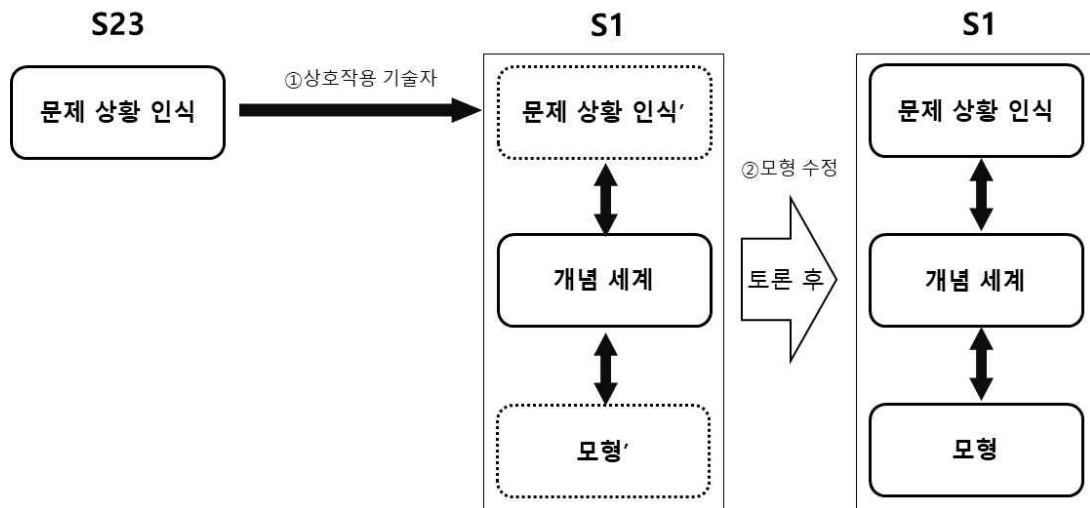 S23
S1
S1
문제 상황 인식
①상호작용 기술자
문제 상황 인식′
문제 상황 인식
②모형 수정
개념 세계
토론 후
개념 세계
모형′
모형